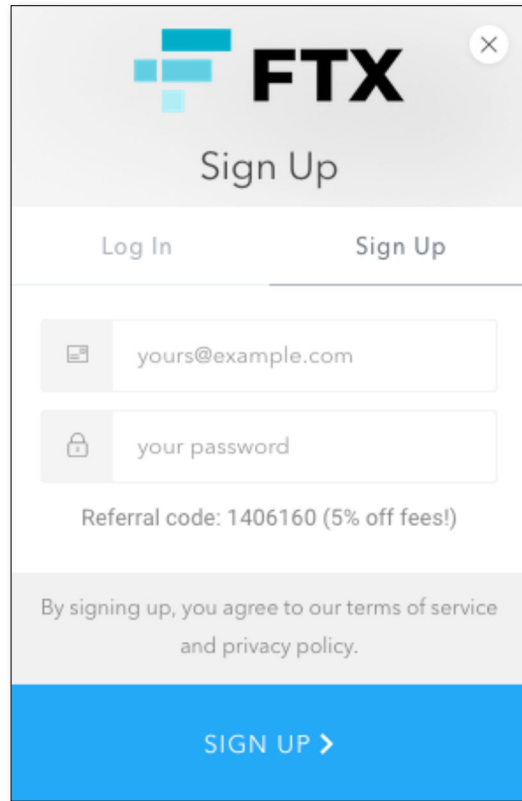 FTX
Sign Up
Log In
Sign Up
yours@example.com
your password
Referral code: 1406160 (5% off fees!)
By signing up, you agree to our terms of service
and privacy policy.
SIGN UP